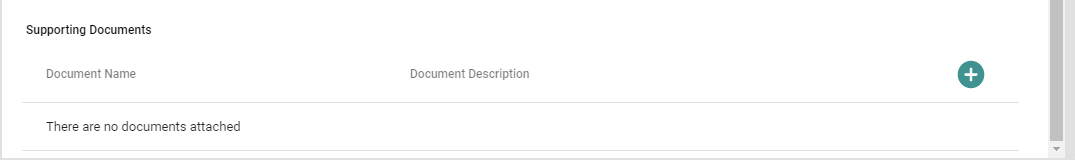 Supporting Documents
Document Name Document Description
There are no documents attached